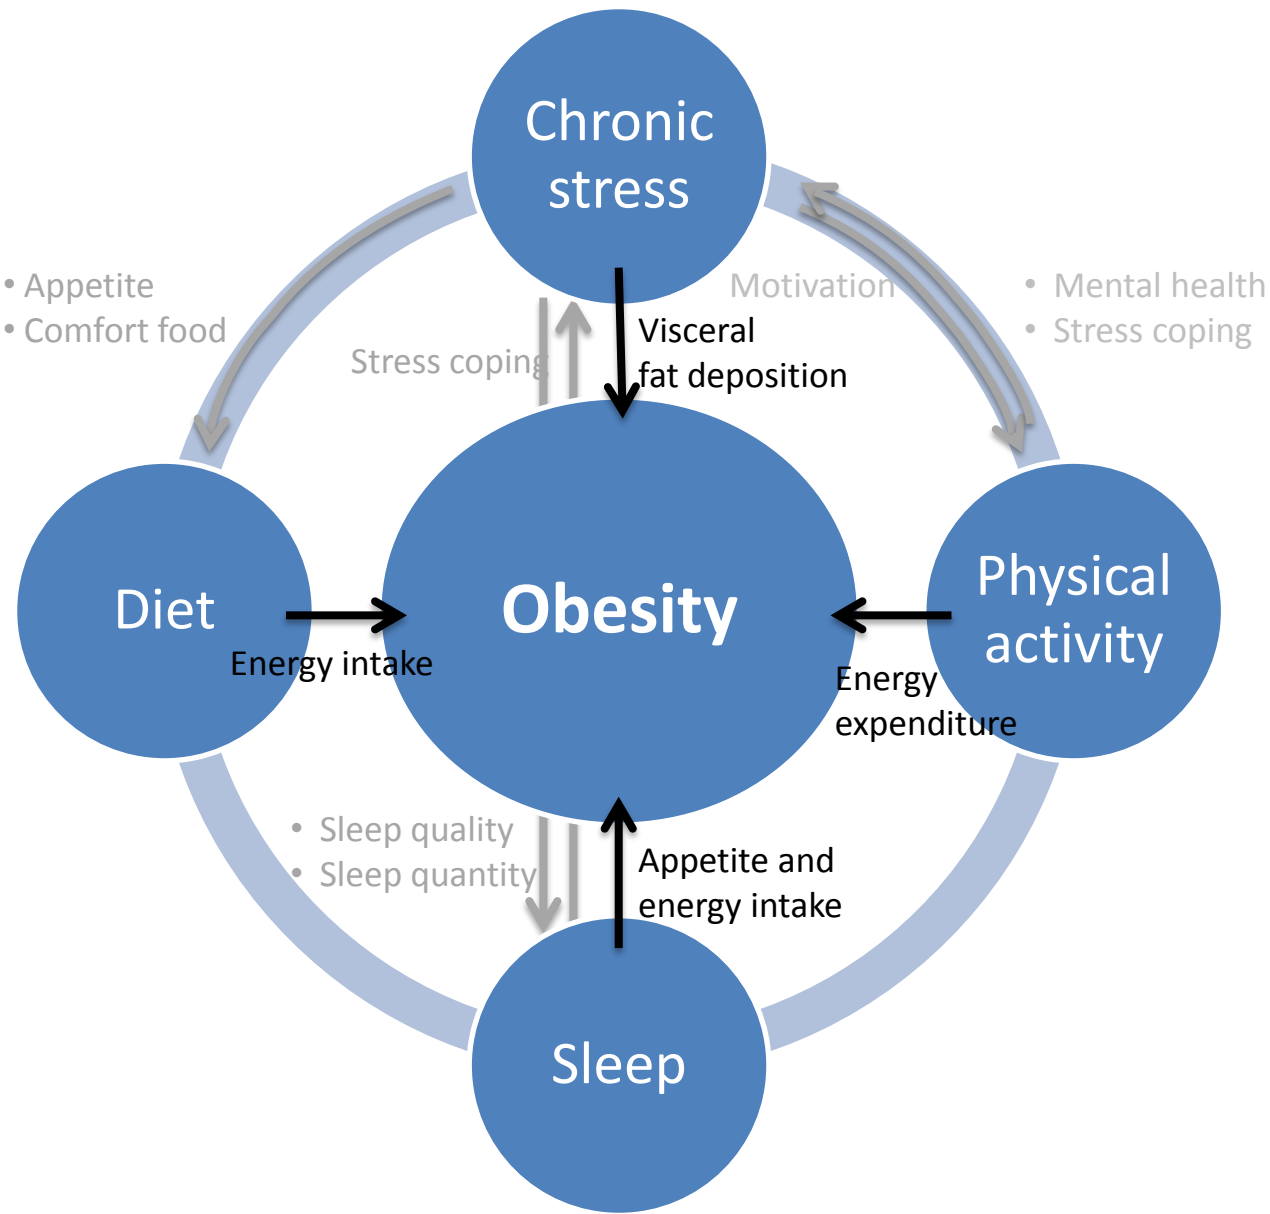 Chronic
stress
• Appetite
• Comfort food
Stress coping
Motivation
Visceral
fat deposition
• Mental health
• Stress coping
Diet
Energy intake
Obesity
Physical
activity
Energy
expenditure
• Sleep quality
• Sleep quantity
Appetite and
energy intake
Sleep